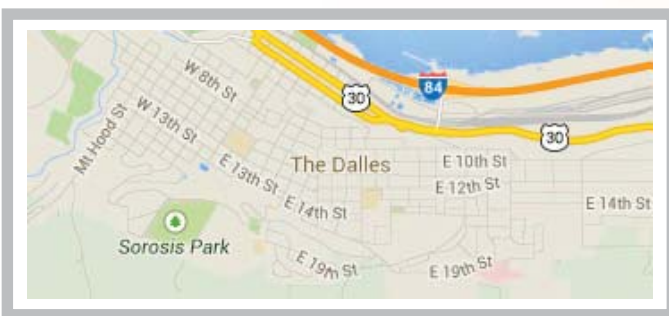 W 8th St
84
30
W 13th St
Mt Hood St
30
E 13th St
The Dalles
E 10th St
E 12th St
E 14th St
E 14th St
Sorosis Park
E 19th St
E 19th St